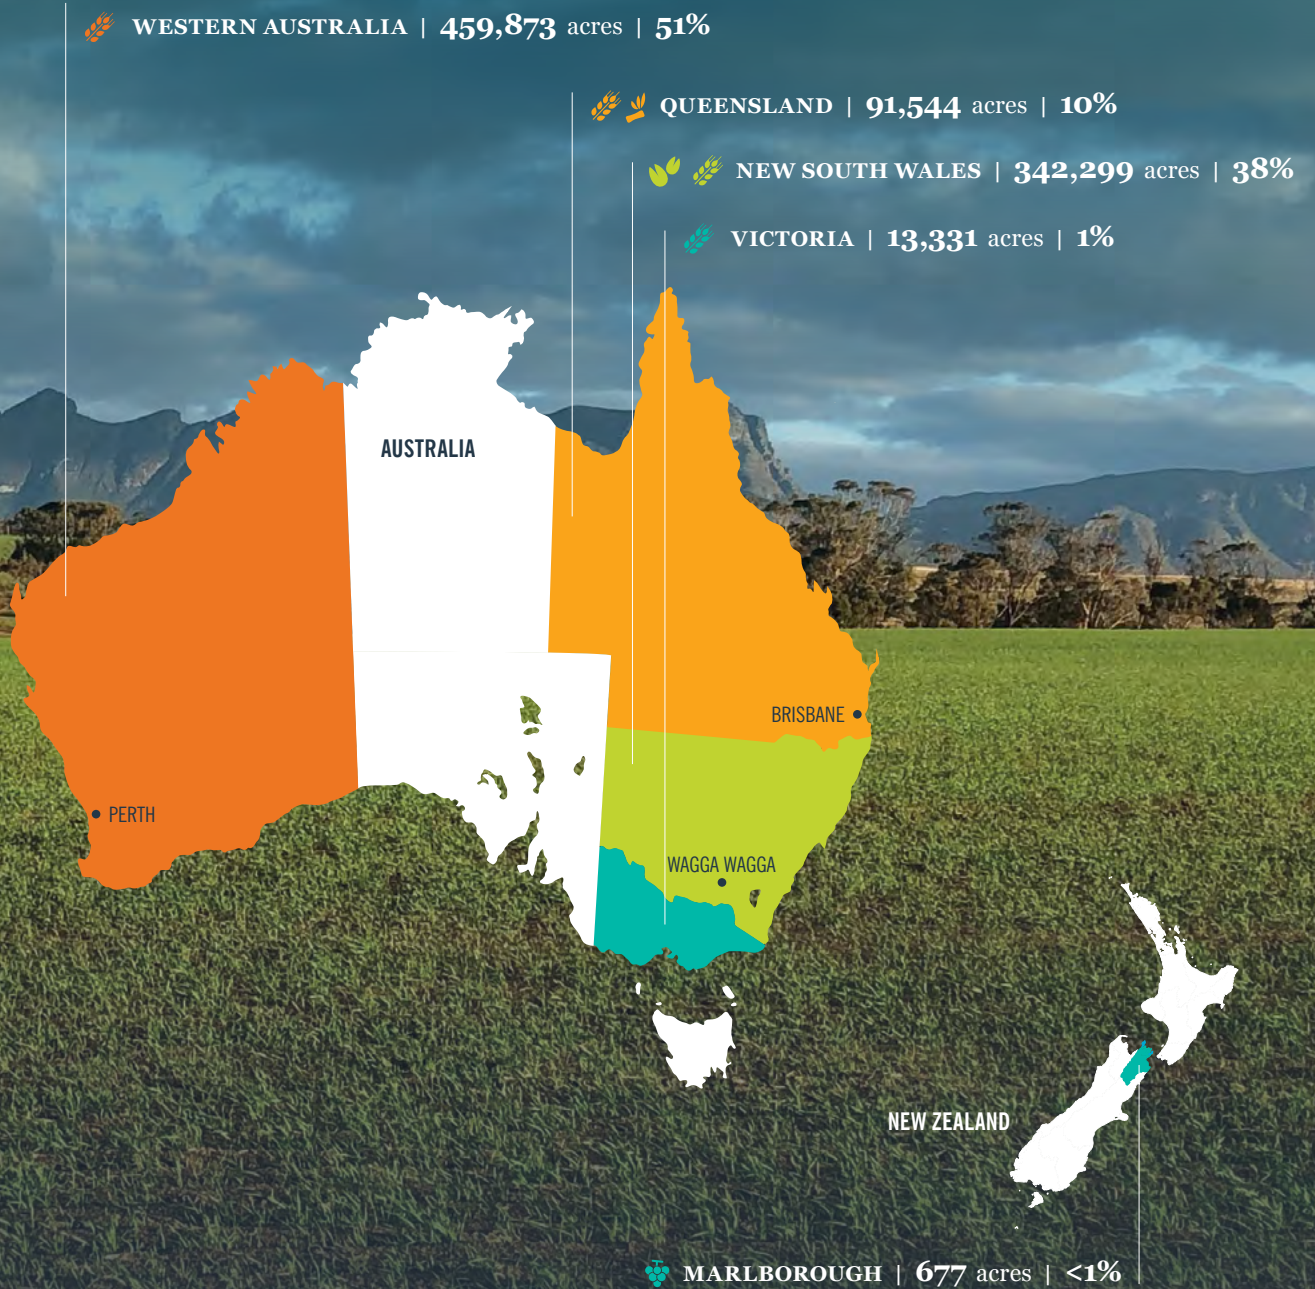 WESTERN AUSTRALIA | 459,873 acres | 51%
QUEENSLAND | 91,544 acres | 10%
NEW SOUTH WALES | 342,299 acres | 38%
VICTORIA | 13,331 acres | 1%
AUSTRALIA
BRISBANE
PERTH
WAGGA WAGGA
NEW ZEALAND
MARLBOROUGH | 677 acres | <1%